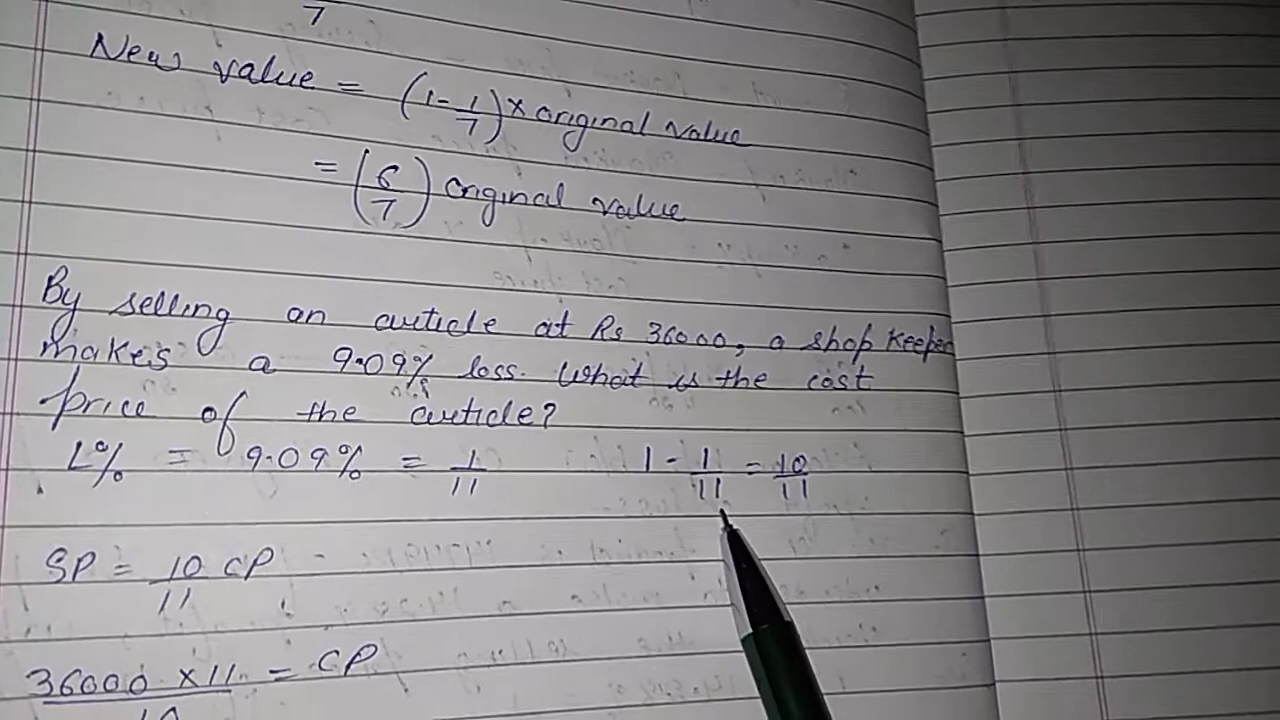 7
New value = (1 - 1/7) × original value
= (6/7) original value
By selling an article at Rs 36000, a shop keeper
makes a 9.09% loss. What is the cost
price of the article?
L% = 9.09% = 1/11 1 - 1/11 = 10/11
SP = 10/11 CP
36000 × 11/10 = CP